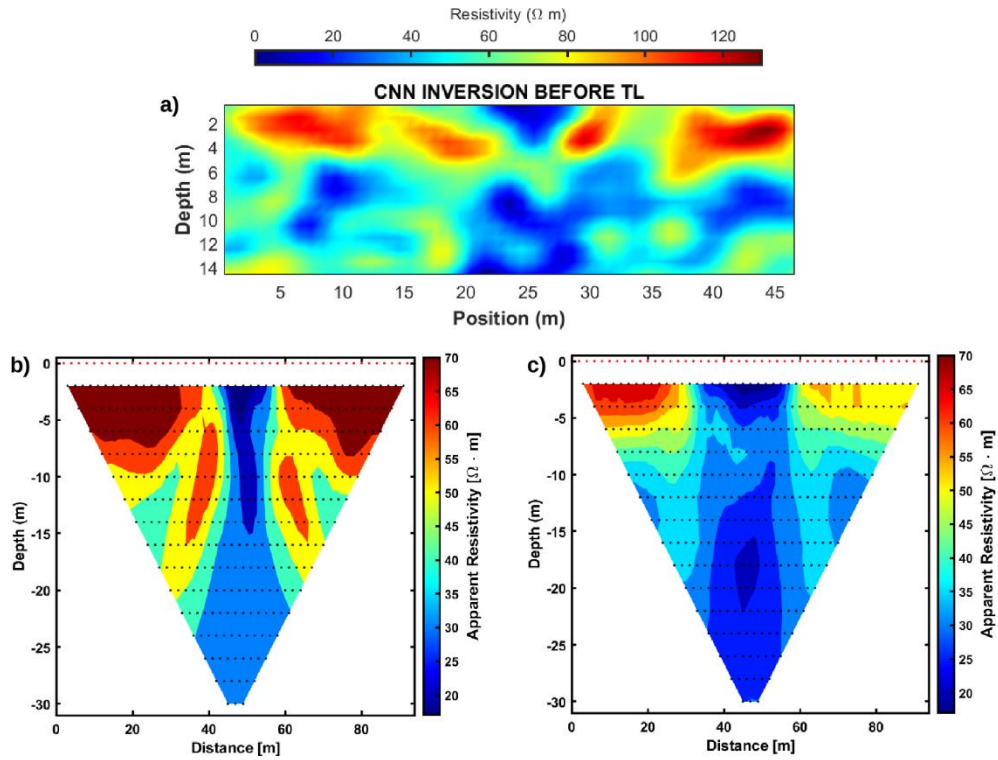 Resistivity (Ω m)
0 20 40 60 80 100 120
a)
CNN INVERSION BEFORE TL
Depth (m)
2
4
6
8
10
12
14
5 10 15 20 25 30 35 40 45
Position (m)
b)
Depth (m)
0
-5
-10
-15
-20
-25
-30
0 20 40 60 80
Distance [m]
70
65
60
55
50
45
40
35
30
25
20
Apparent Resistivity [Ω · m]
c)
Depth (m)
0
-5
-10
-15
-20
-25
-30
0 20 40 60 80
Distance [m]
70
65
60
55
50
45
40
35
30
25
20
Apparent Resistivity [Ω · m]